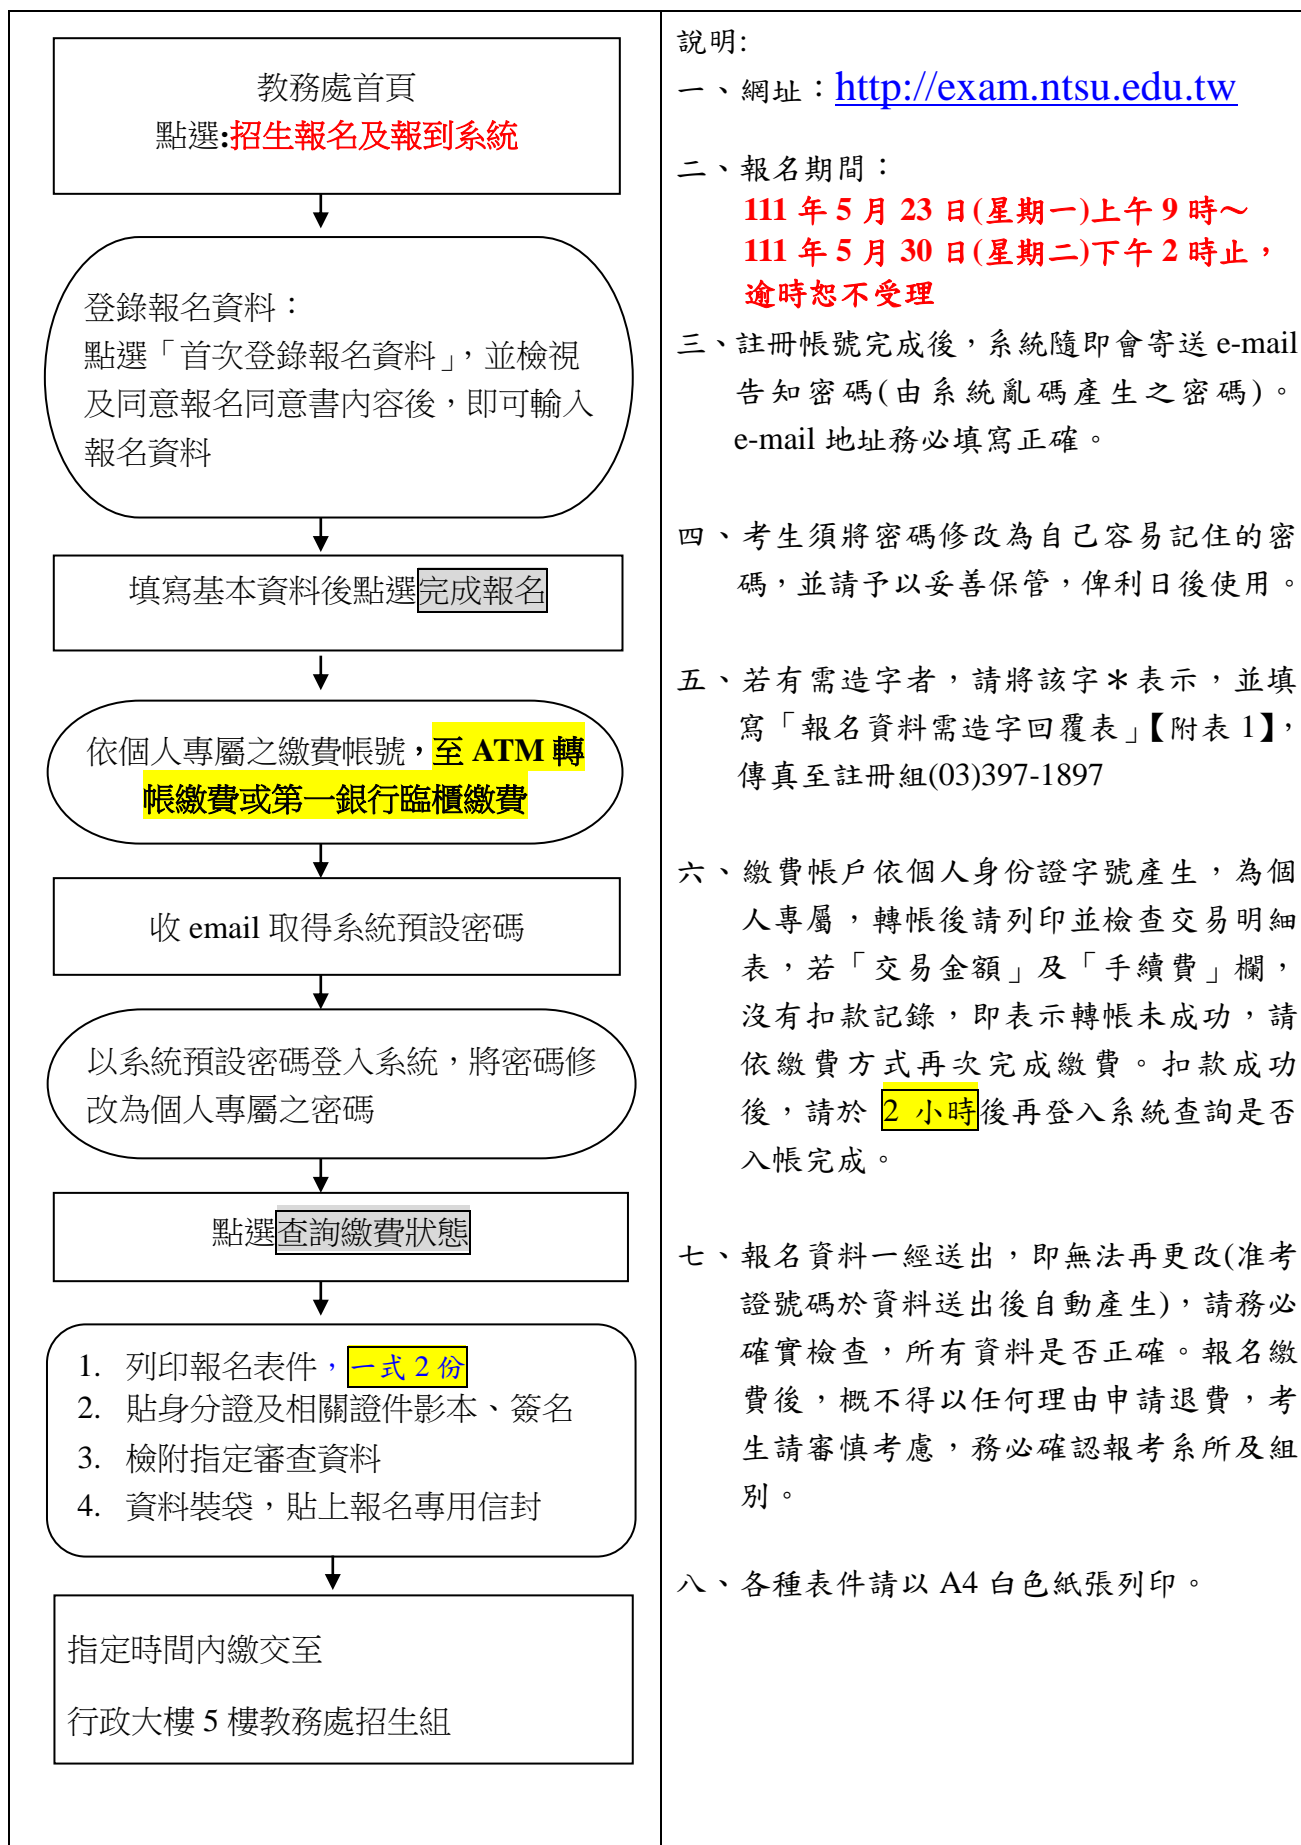 教務處首頁
點選:招生報名及報到系統
登錄報名資料：
點選「首次登錄報名資料」，並檢視
及同意報名同意書內容後，即可輸入
報名資料
填寫基本資料後點選完成報名
依個人專屬之繳費帳號，至 ATM 轉
帳繳費或第一銀行臨櫃繳費
收 email 取得系統預設密碼
以系統預設密碼登入系統，將密碼修
改為個人專屬之密碼
點選查詢繳費狀態
1. 列印報名表件，一式 2 份
2. 貼身分證及相關證件影本、簽名
3. 檢附指定審查資料
4. 資料裝袋，貼上報名專用信封
指定時間內繳交至
行政大樓 5 樓教務處招生組
說明:
一、網址：http://exam.ntsu.edu.tw
二、報名期間：
111 年 5 月 23 日(星期一)上午 9 時～
111 年 5 月 30 日(星期二)下午 2 時止，
逾時恕不受理
三、註冊帳號完成後，系統隨即會寄送 e-mail
告知密碼(由系統亂碼產生之密碼)。
e-mail 地址務必填寫正確。
四、考生須將密碼修改為自己容易記住的密
碼，並請予以妥善保管，俾利日後使用。
五、若有需造字者，請將該字＊表示，並填
寫「報名資料需造字回覆表」【附表 1】，
傳真至註冊組(03)397-1897
六、繳費帳戶依個人身份證字號產生，為個
人專屬，轉帳後請列印並檢查交易明細
表，若「交易金額」及「手續費」欄，
沒有扣款記錄，即表示轉帳未成功，請
依繳費方式再次完成繳費。扣款成功
後，請於 2 小時後再登入系統查詢是否
入帳完成。
七、報名資料一經送出，即無法再更改(准考
證號碼於資料送出後自動產生)，請務必
確實檢查，所有資料是否正確。報名繳
費後，概不得以任何理由申請退費，考
生請審慎考慮，務必確認報考系所及組
別。
八、各種表件請以 A4 白色紙張列印。